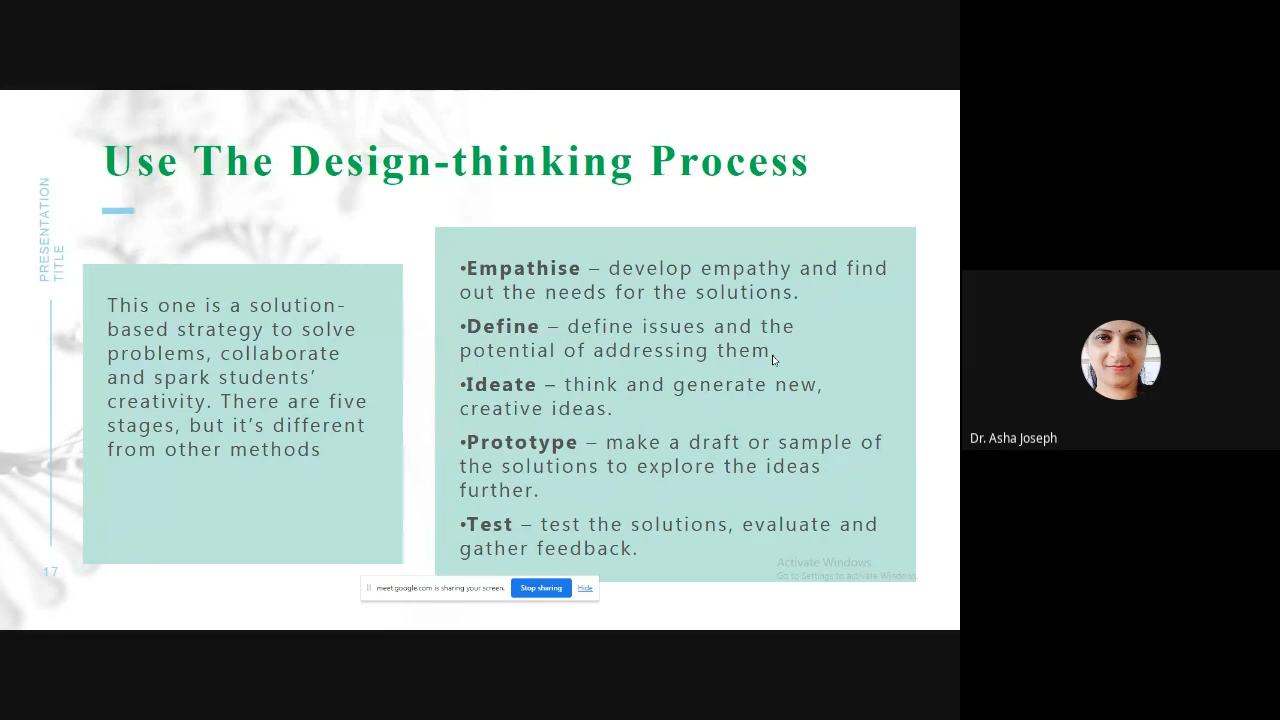 Use The Design-thinking Process
PRESENTATION
TITLE
This one is a solution-
based strategy to solve
problems, collaborate
and spark students’
creativity. There are five
stages, but it’s different
from other methods
•Empathise – develop empathy and find
out the needs for the solutions.
•Define – define issues and the
potential of addressing them.
•Ideate – think and generate new,
creative ideas.
•Prototype – make a draft or sample of
the solutions to explore the ideas
further.
•Test – test the solutions, evaluate and
gather feedback.
Activate Windows
Go to Settings to activate Windows.
17
meet.google.com is sharing your screen. Stop sharing Hide
Dr. Asha Joseph